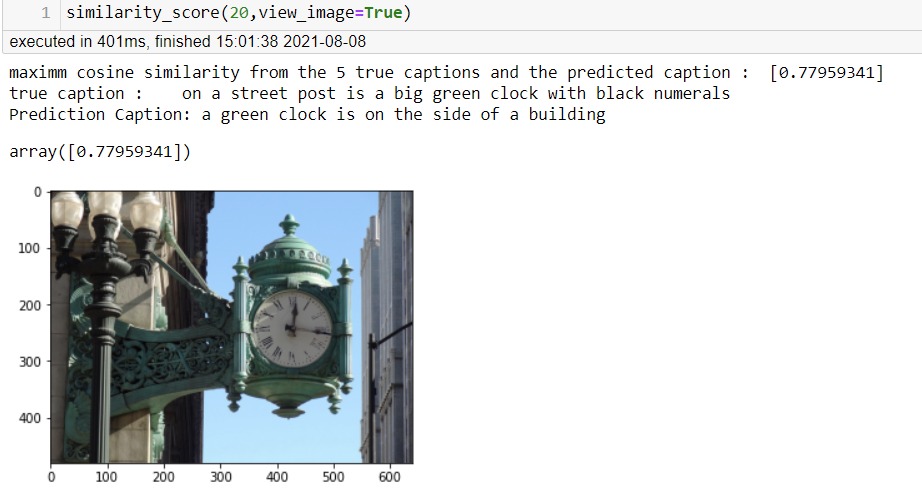 1 similarity_score(20,view_image=True)
executed in 401ms, finished 15:01:38 2021-08-08
maximm cosine similarity from the 5 true captions and the predicted caption :  [0.77959341]
true caption :    on a street post is a big green clock with black numerals
Prediction Caption: a green clock is on the side of a building
array([0.77959341])
0
100
200
300
400
0 100 200 300 400 500 600